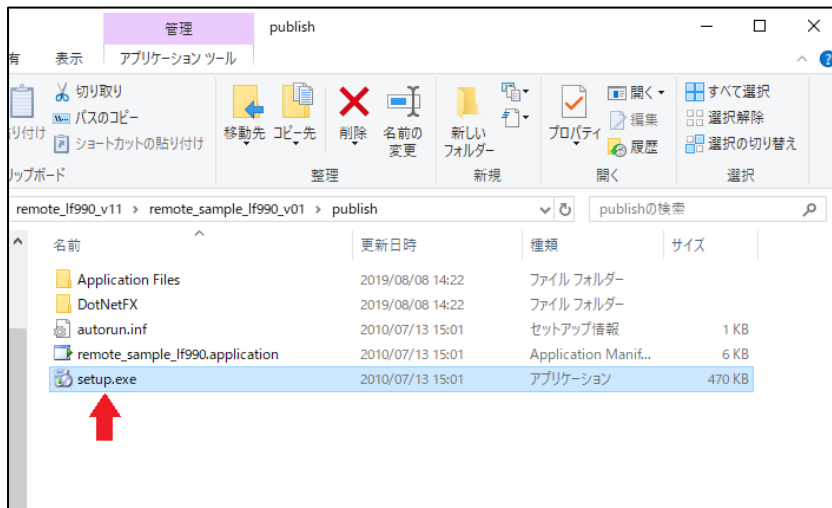 管理 publish
有 表示 アプリケーション ツール
切り取り
パスのコピー
ショートカットの貼り付け
り付け
移動先 コピー先 削除 名前の変更
新しいフォルダー
プロパティ
開く
編集
履歴
すべて選択
選択解除
選択の切り替え
リップボード 整理 新規 開く 選択
remote_lf990_v11 › remote_sample_lf990_v01 › publish publishの検索
名前 更新日時 種類 サイズ
Application Files 2019/08/08 14:22 ファイル フォルダー
DotNetFX 2019/08/08 14:22 ファイル フォルダー
autorun.inf 2010/07/13 15:01 セットアップ情報 1 KB
remote_sample_lf990.application 2010/07/13 15:01 Application Manif... 6 KB
setup.exe 2010/07/13 15:01 アプリケーション 470 KB